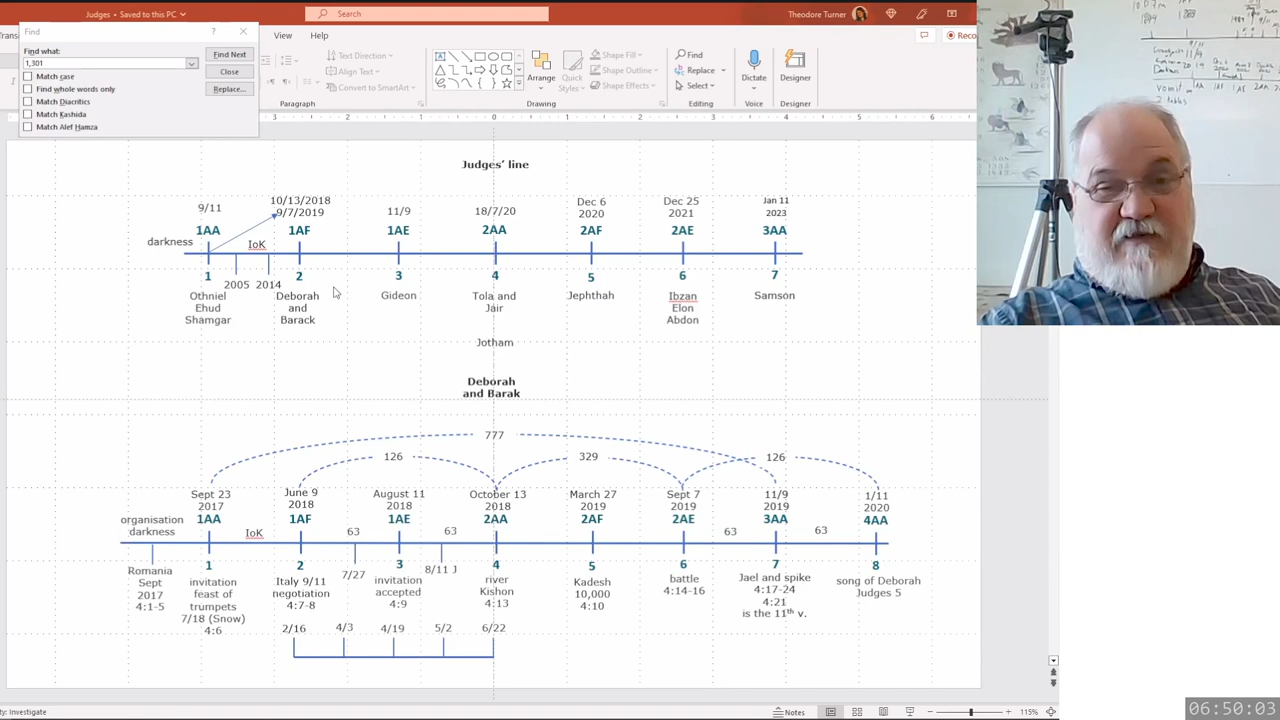 Judges • Saved to this PC
Search
Theodore Turner
Find
?
Find what:
1,301
Find Next
Close
Replace...
Match case
Find whole words only
Match Diacritics
Match Kashida
Match Alef Hamza
View
Help
Text Direction
Align Text
Convert to SmartArt
Paragraph
Arrange
Quick
Styles
Shape Fill
Shape Outline
Shape Effects
Drawing
Find
Replace
Select
Editing
Dictate
Voice
Designer
Designer
3 2 1 0 1 2 3 4 5 6
Judges' line
9/11
10/13/2018
9/7/2019
11/9
18/7/20
Dec 6
2020
Dec 25
2021
Jan 11
2023
darkness
1AA
IoK
1AF
1AE
2AA
2AF
2AE
3AA
1
2005
2014
2
3
4
5
6
7
Othniel
Ehud
Shamgar
Deborah
and
Barack
Gideon
Tola and
Jair
Jephthah
Ibzan
Elon
Abdon
Samson
Jotham
Deborah
and Barak
777
126
329
126
Sept 23
2017
June 9
2018
August 11
2018
October 13
2018
March 27
2019
Sept 7
2019
11/9
2019
1/11
2020
organisation
darkness
1AA
IoK
1AF
63
1AE
63
2AA
2AF
2AE
63
3AA
63
4AA
Romania
Sept
2017
4:1-5
1
invitation
feast of
trumpets
7/18 (Snow)
4:6
2
Italy 9/11
negotiation
4:7-8
7/27
3
invitation
accepted
4:9
8/11 J
4
river
Kishon
4:13
5
Kadesh
10,000
4:10
6
battle
4:14-16
7
Jael and spike
4:17-24
4:21
is the 11th v.
8
song of Deborah
Judges 5
2/16
4/3
4/19
5/2
6/22
Notes
115%
06:50:03